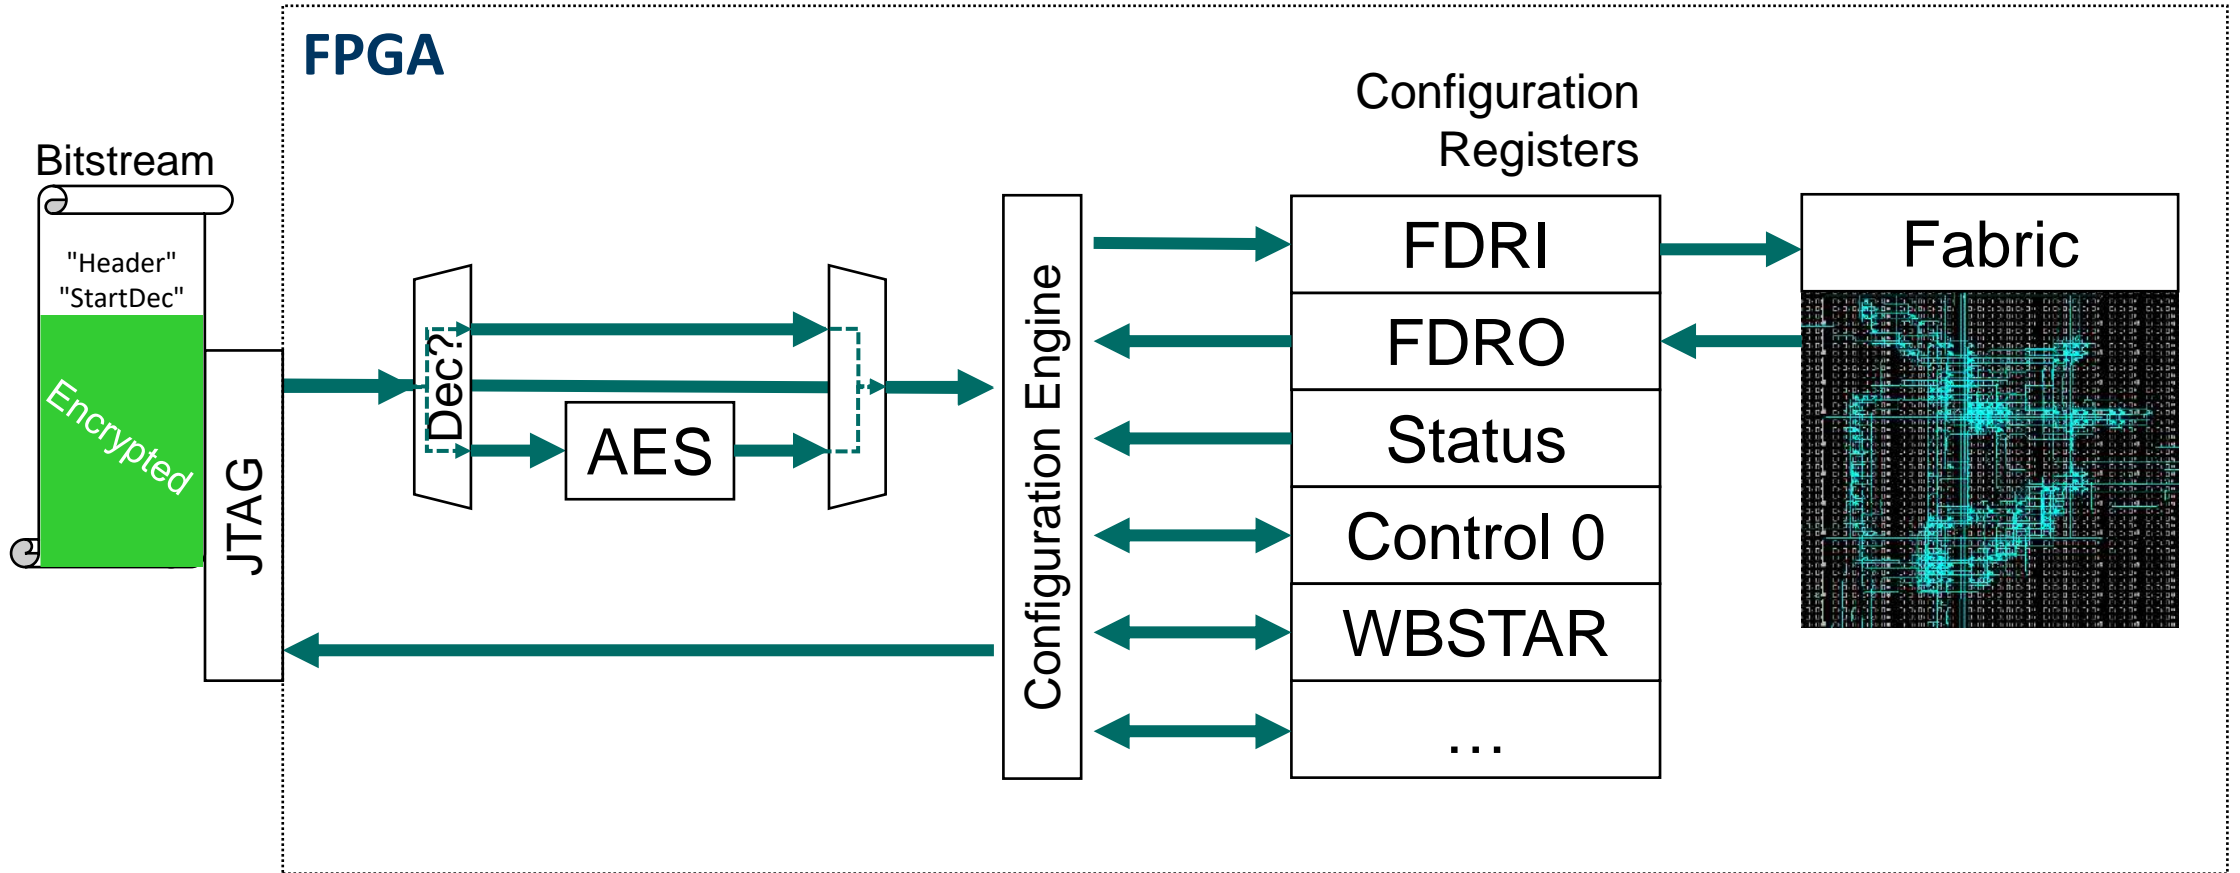 FPGA
Configuration
Registers
Bitstream
"Header"
"StartDec"
Encrypted
JTAG
Dec?
AES
Configuration Engine
FDRI
FDRO
Status
Control 0
WBSTAR
...
Fabric